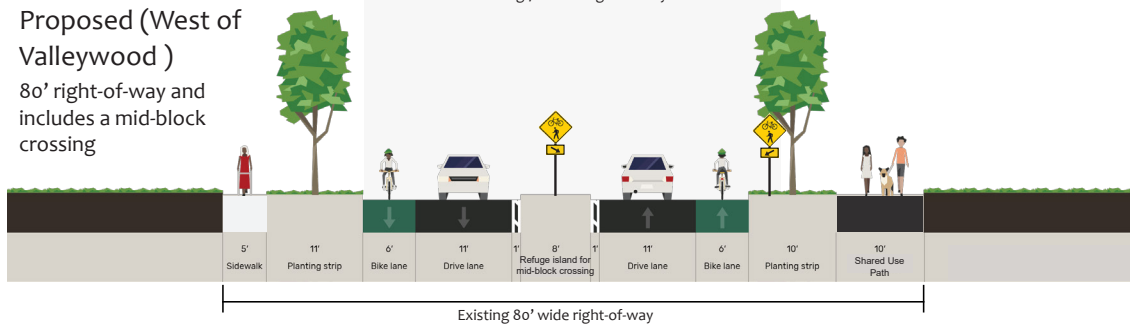 Proposed (West of
Valleywood )
80' right-of-way and
includes a mid-block
crossing
5' 11' 6' 11' 1' 8' 1' 11' 6' 10' 10'
Sidewalk Planting strip Bike lane Drive lane Refuge island for Drive lane Bike lane Planting strip Shared Use
mid-block crossing Path
Existing 80' wide right-of-way